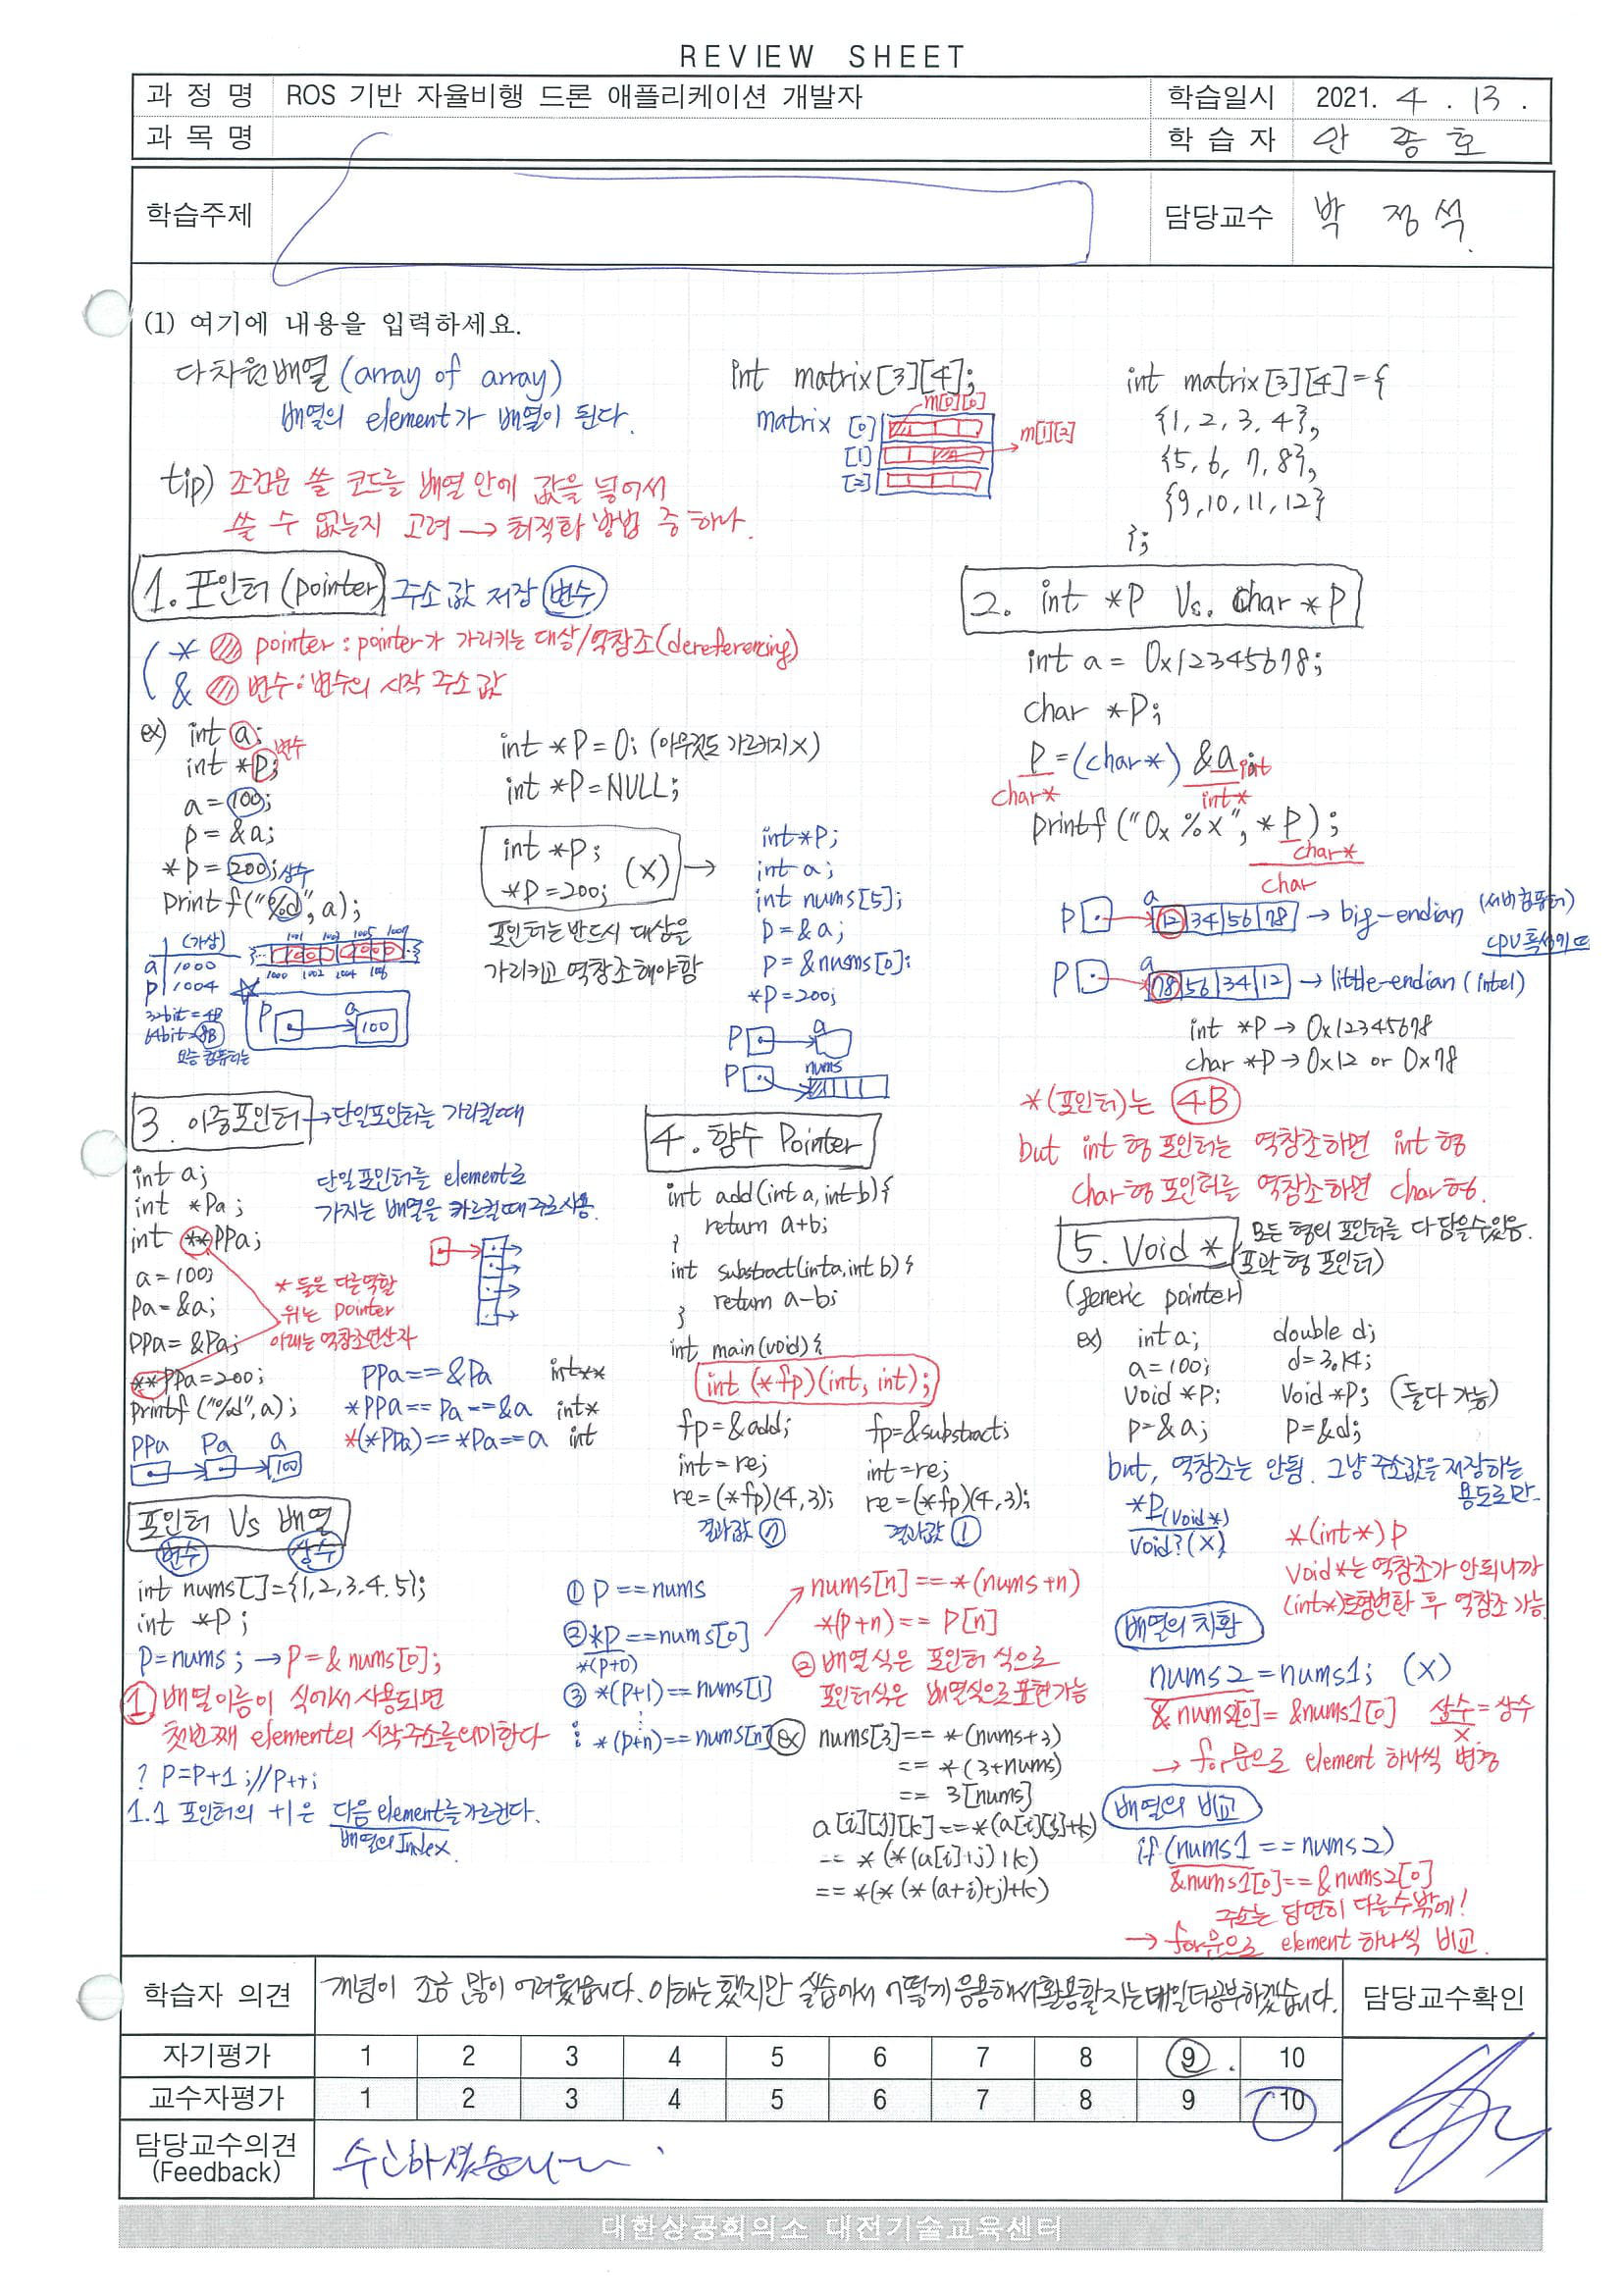 REVIEW SHEET
과 정 명 ROS 기반 자율비행 드론 애플리케이션 개발자 학습일시 2021. 4 . 13 .
과 목 명 학 습 자 안 종 호
학습주제 담당교수 박 정 석
(1) 여기에 내용을 입력하세요.
다차원배열 (array of array)
배열의 element가 배열이 된다.
tip) 조건문 쓸 코드를 배열 안에 값을 넣어서
쓸 수 없는지 고려 → 최적화 방법 중 하나.
int matrix[3][4];
m[0][0]
matrix [0]
[1] m[1][2]
[2]
int matrix[3][4]={
{1, 2, 3, 4},
{5, 6, 7, 8},
{9,10,11,12}
};
1. 포인터 (pointer) 주소값 저장 변수
* pointer : pointer가 가리키는 대상/역참조(dereferencing)
& 변수 : 변수의 시작 주소값
ex) int a;
int *p; 변수
a=100;
p=&a;
*p=200; 상수
printf("%d", a);
(가상)
a 1000
p 1004
1001 1003 1005 1007
1000 1002 1004 1006
32bit=4B
64bit=8B
요즘 컴퓨터는
P a 100
int *P=0; (아무것도 가르키지 X)
int *P=NULL;
int *P;
*P=200; (X) →
포인터는 반드시 대상을
가리키고 역참조해야함
int*P;
int a;
int nums[5];
P=&a;
P=&nums[0];
*P=200;
P a
P nums
2. int *P Vs. char *P
int a = 0x12345678;
char *P;
P=(char*) &a int
char* int*
printf("0x %x", *P);
char*
char
P a 12 34 56 78 → big-endian (서버컴퓨터)
P a 78 56 34 12 → little-endian (intel)
int *P → 0x12345678
char *P → 0x12 or 0x78
*(포인터)는 4B
but int 형 포인터는 역참조하면 int 형
char형 포인터를 역참조하면 char형.
3. 이중포인터 → 단일포인터를 가리킬때
int a;
int *Pa;
int **PPa;
a=100;
Pa=&a;
PPa=&Pa;
**PPa=200;
printf("%d",a);
PPa Pa a
100
단일포인터를 element로
가지는 배열을 가르킬때 주로사용.
* 둘은 다른역할
위는 pointer
아래는 역참조연산자
PPa==&Pa int**
*PPa==Pa==&a int*
*(*PPa)==*Pa==a int
4. 함수 Pointer
int add(int a, int b){
return a+b;
}
int substract(int a, int b){
return a-b;
}
int main(void){
int (*fp)(int, int);
fp=&add; fp=&substract;
int=re; int=re;
re=(*fp)(4,3); re=(*fp)(4,3);
결과값 7 결과값 1
5. Void * 모든 형의 포인터를 다 담을수있음.
(포괄형 포인터)
(generic pointer)
ex) int a; double d;
a=100; d=3.14;
void *P; void *P; (둘다 가능)
P=&a; P=&d;
but, 역참조는 안됨. 그냥 주소값을 저장하는
용도로만.
*P(void*)
void?(X)
*(int*)P
void*는 역참조가 안되니까
(int*)로 형변환 후 역참조 가능.
포인터 Vs 배열
변수 상수
int nums[]={1,2,3,4,5};
int *P;
P=nums; → P=&nums[0];
① 배열이름이 식에서 사용되면
첫번째 element의 시작주소를 의미한다
? P=P+1; //P++;
1.1 포인터의 +1은 다음 element를 가르킨다.
배열의 Index.
① P==nums
② *P==nums[0]
*(P+0)
③ *(P+1)==nums[1]
⋮ *(P+n)==nums[n]
nums[n]==*(nums+n)
*(P+n)==P[n]
② 배열식은 포인터 식으로
포인터식은 배열식으로 표현가능
ex nums[3]==*(nums+3)
==*(3+nums)
==3[nums]
a[i][j][k]==*(a[i][j]+k)
==*(*(a[i]+j)+k)
==*(*(*(a+i)+j)+k)
배열의 치환
nums2=nums1; (X)
&nums2[0]=&nums1[0] 상수=상수
X
→ for문으로 element 하나씩 변경
배열의 비교
if(nums1==nums2)
&nums1[0]==&nums2[0]
주소는 당연히 다를수밖에!
→ for문으로 element 하나씩 비교.
학습자 의견 개념이 조금 많이 어려웠습니다. 이해는 했지만 실습에서 어떻게 응용해서 활용할지는 매일 더 공부하겠습니다. 담당교수확인
자기평가 1 2 3 4 5 6 7 8 9 10
교수자평가 1 2 3 4 5 6 7 8 9 10
담당교수의견 수고하셨습니다
(Feedback)
대한상공회의소 대전기술교육센터